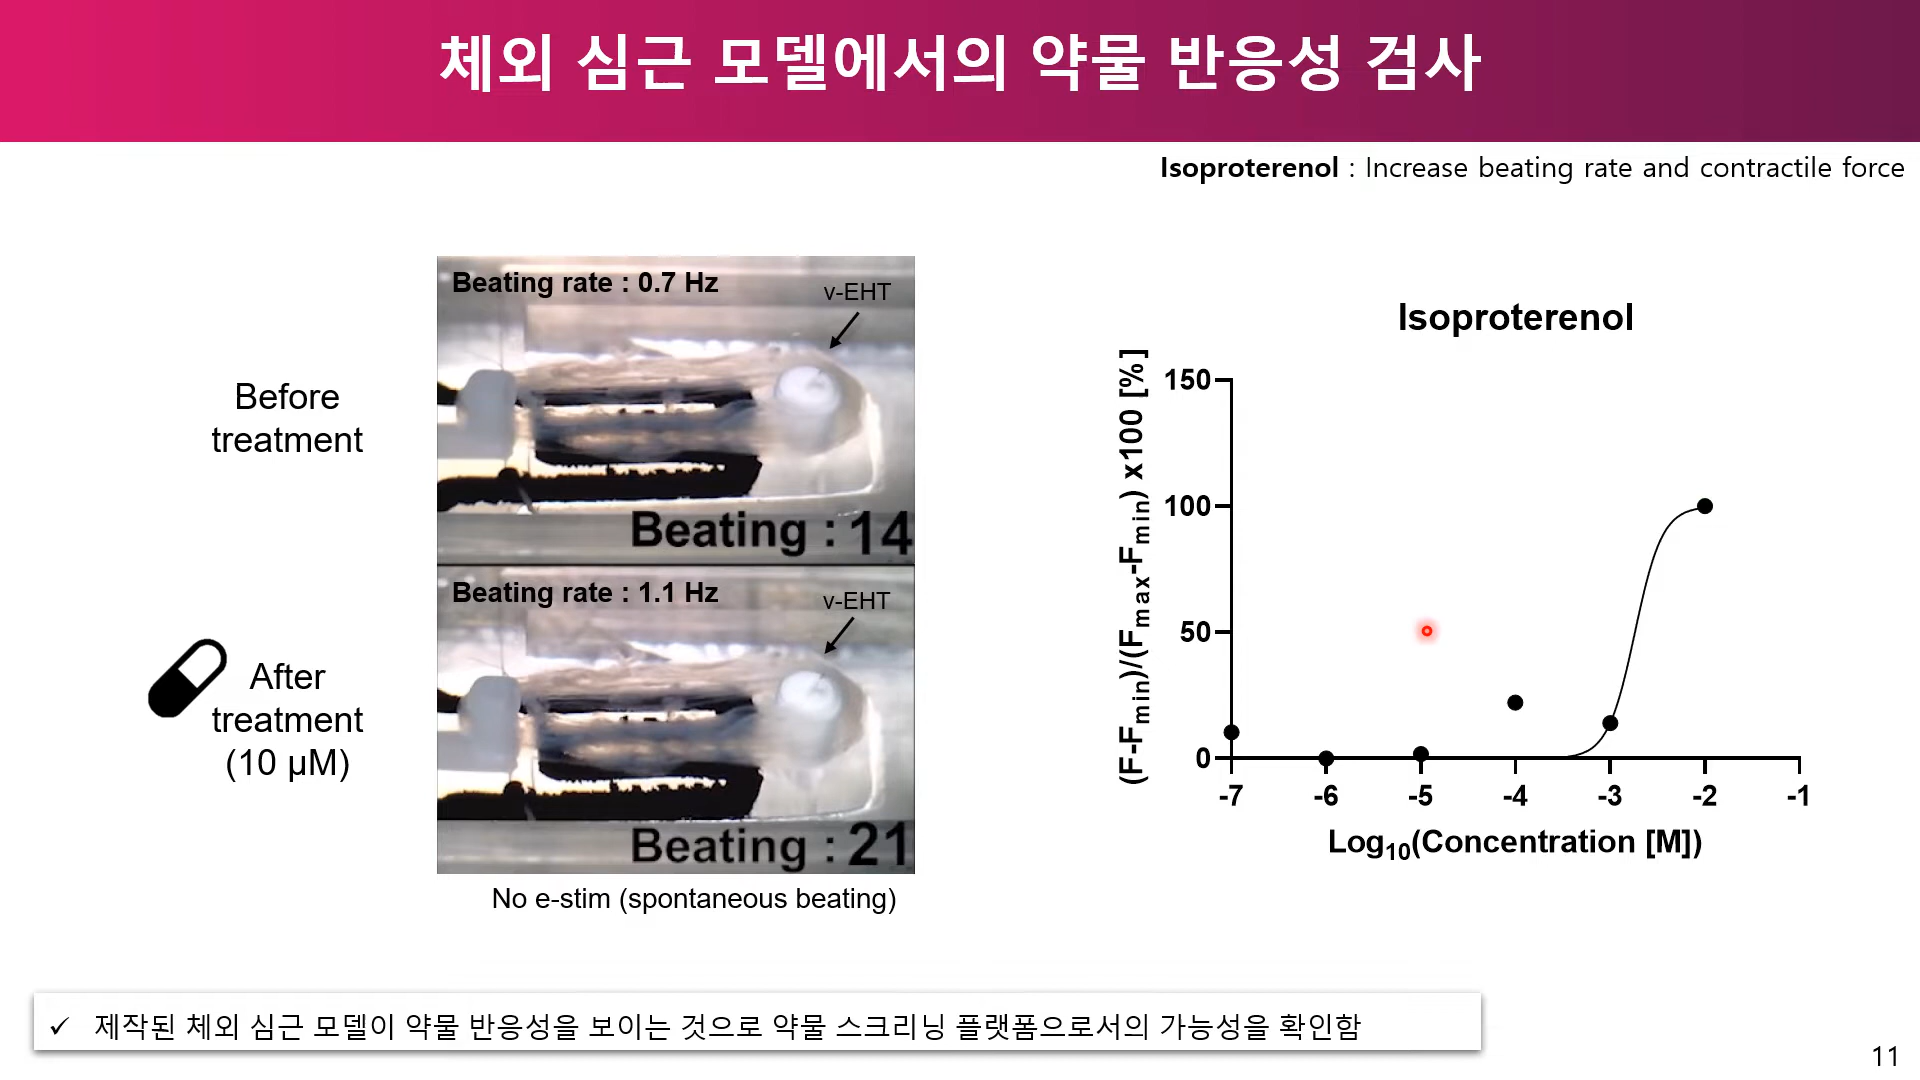 체외 심근 모델에서의 약물 반응성 검사
Isoproterenol : Increase beating rate and contractile force
Before
treatment
Beating rate : 0.7 Hz
v-EHT
Beating : 14
After
treatment
(10 μM)
Beating rate : 1.1 Hz
v-EHT
Beating : 21
No e-stim (spontaneous beating)
Isoproterenol
(F-Fmin)/(Fmax-Fmin) x100 [%]
150
100
50
0
-7 -6 -5 -4 -3 -2 -1
Log10(Concentration [M])
✓ 제작된 체외 심근 모델이 약물 반응성을 보이는 것으로 약물 스크리닝 플랫폼으로서의 가능성을 확인함
11